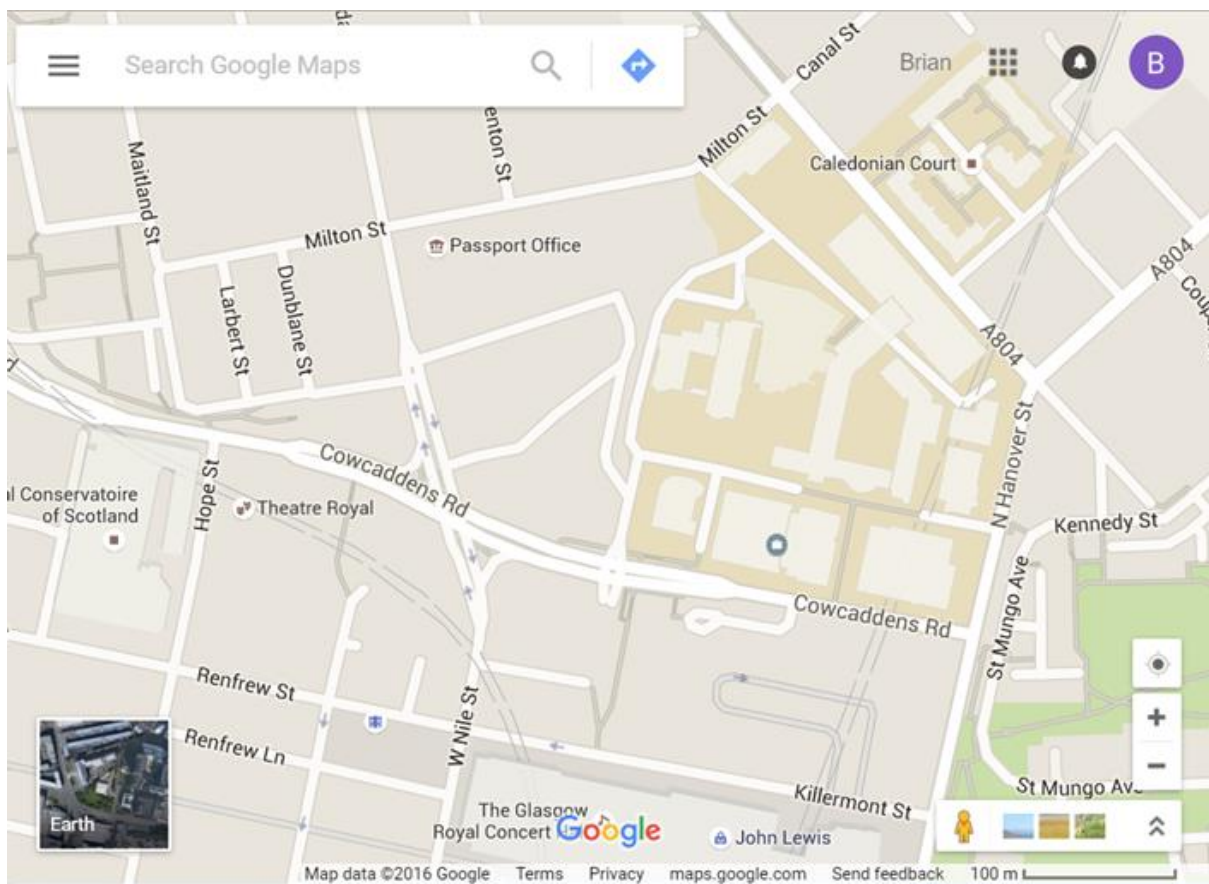 Search Google Maps
Brian
B
Canal St
Milton St
enton St
Maitland St
Caledonian Court
Milton St
Passport Office
A804
Larbert St
Dunblane St
A804
Cowcaddens Rd
N Hanover St
Hope St
Theatre Royal
al Conservatoire
of Scotland
Kennedy St
St Mungo Ave
Cowcaddens Rd
Renfrew St
W Nile St
Renfrew Ln
Killermont St
St Mungo Ave
The Glasgow
Royal Concert
Google
John Lewis
Earth
Map data ©2016 Google
Terms
Privacy
maps.google.com
Send feedback
100 m